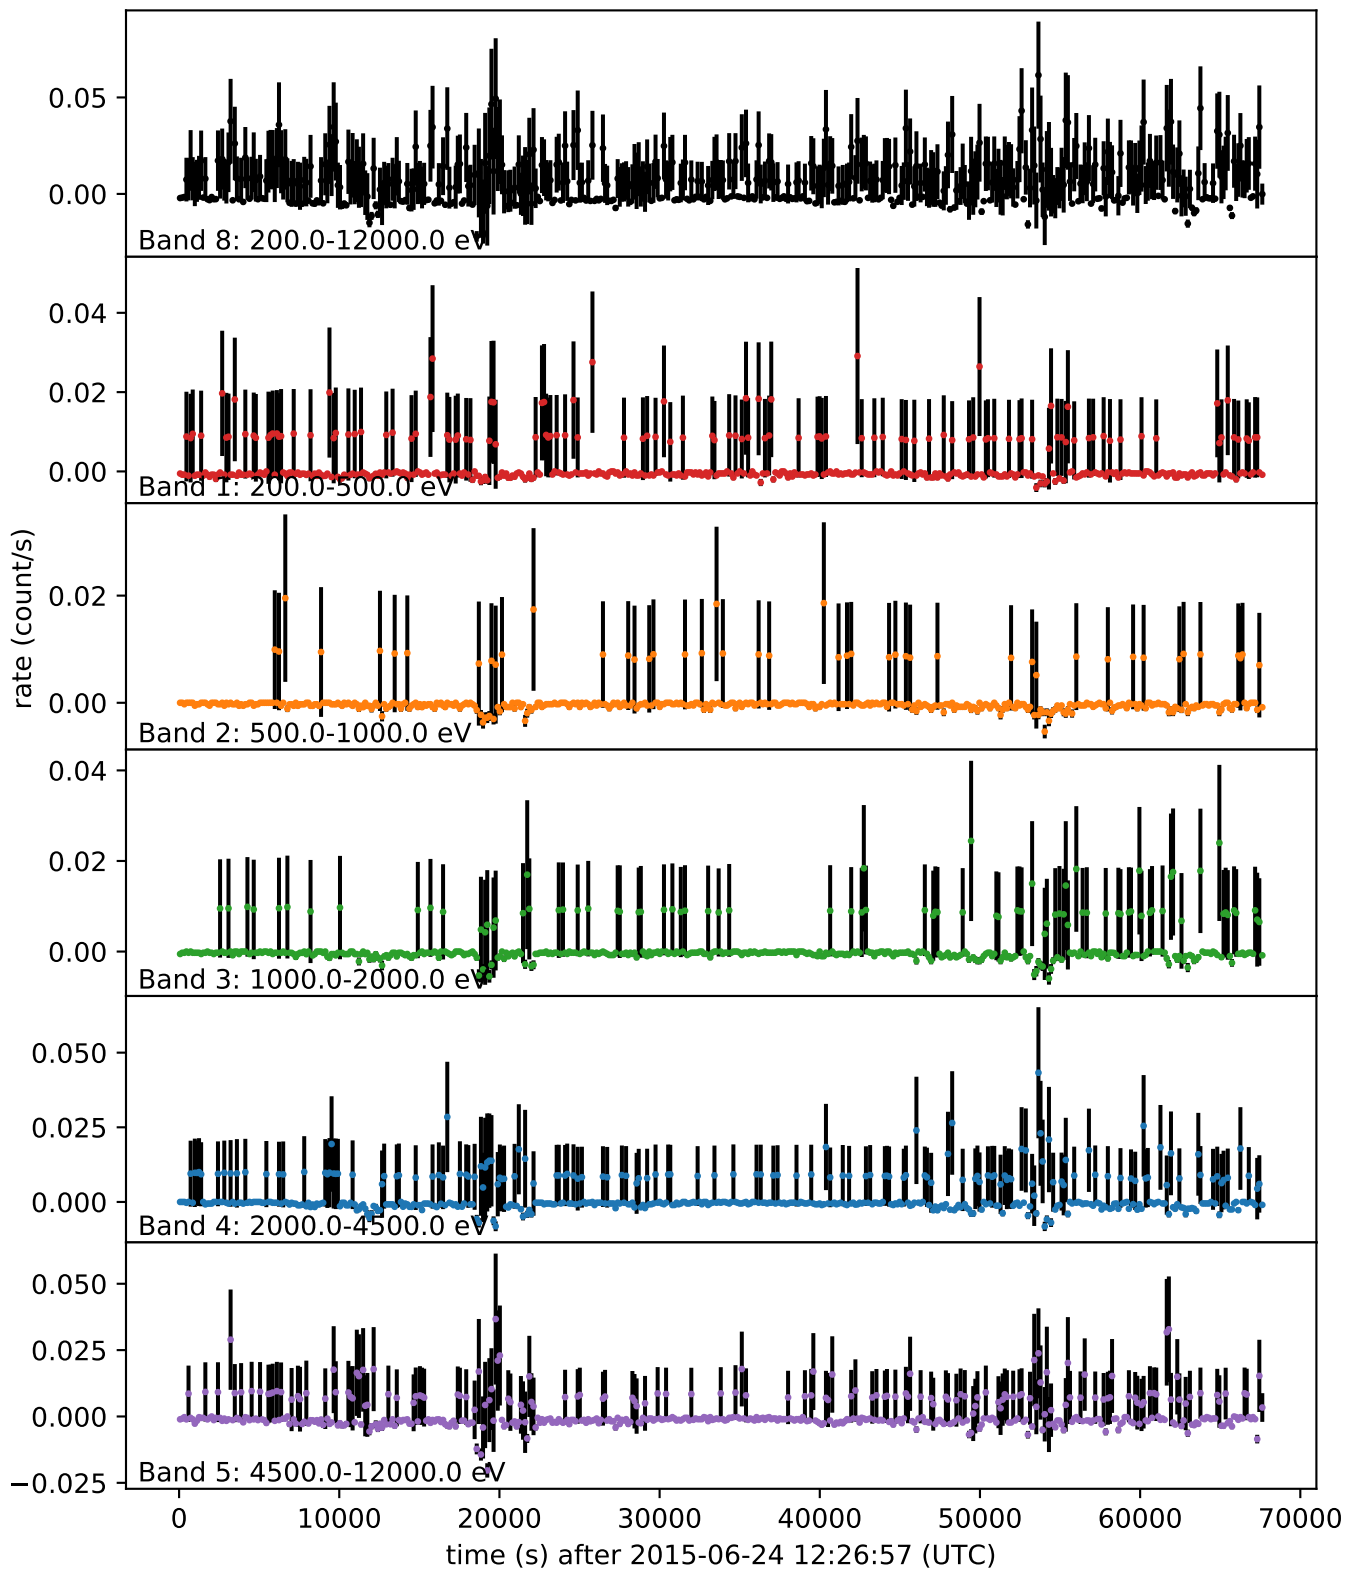 0.05
0.00
Band 8: 200.0-12000.0 eV
0.04
0.02
0.00
Band 1: 200.0-500.0 eV
0.02
0.00
Band 2: 500.0-1000.0 eV
rate (count/s)
0.04
0.02
0.00
Band 3: 1000.0-2000.0 eV
0.050
0.025
0.000
Band 4: 2000.0-4500.0 eV
0.050
0.025
0.000
−0.025
Band 5: 4500.0-12000.0 eV
0 10000 20000 30000 40000 50000 60000 70000
time (s) after 2015-06-24 12:26:57 (UTC)